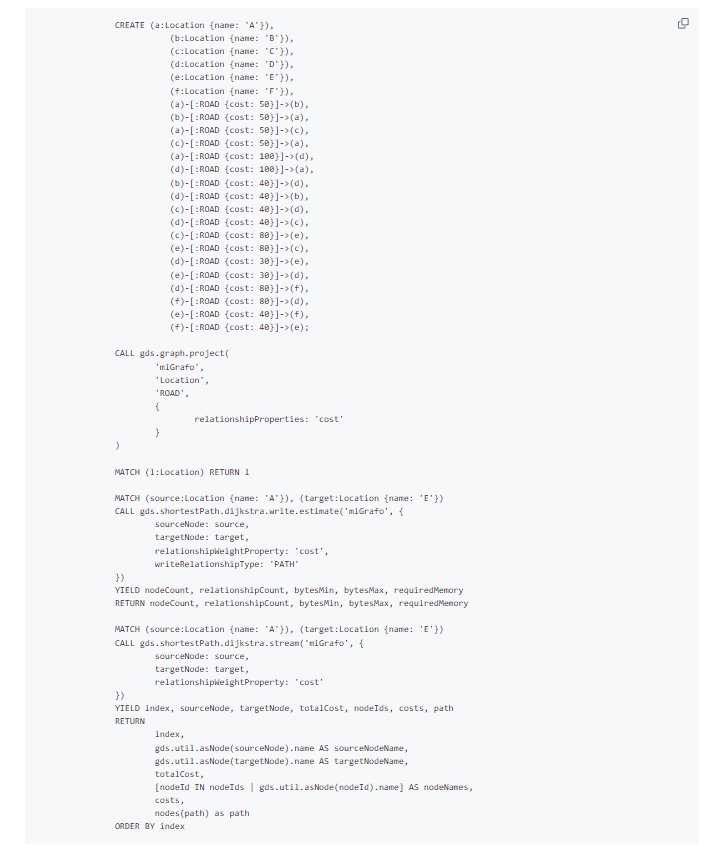 CREATE (a:Location {name: 'A'}),
(b:Location {name: 'B'}),
(c:Location {name: 'C'}),
(d:Location {name: 'D'}),
(e:Location {name: 'E'}),
(f:Location {name: 'F'}),
(a)-[:ROAD {cost: 50}]->(b),
(b)-[:ROAD {cost: 50}]->(a),
(a)-[:ROAD {cost: 50}]->(c),
(c)-[:ROAD {cost: 50}]->(a),
(a)-[:ROAD {cost: 100}]->(d),
(d)-[:ROAD {cost: 100}]->(a),
(b)-[:ROAD {cost: 40}]->(d),
(d)-[:ROAD {cost: 40}]->(b),
(c)-[:ROAD {cost: 40}]->(d),
(d)-[:ROAD {cost: 40}]->(c),
(c)-[:ROAD {cost: 80}]->(e),
(e)-[:ROAD {cost: 80}]->(c),
(d)-[:ROAD {cost: 30}]->(e),
(e)-[:ROAD {cost: 30}]->(d),
(d)-[:ROAD {cost: 80}]->(f),
(f)-[:ROAD {cost: 80}]->(d),
(e)-[:ROAD {cost: 40}]->(f),
(f)-[:ROAD {cost: 40}]->(e);
CALL gds.graph.project(
'miGrafo',
'Location',
'ROAD',
{
relationshipProperties: 'cost'
}
)
MATCH (l:Location) RETURN l
MATCH (source:Location {name: 'A'}), (target:Location {name: 'E'})
CALL gds.shortestPath.dijkstra.write.estimate('miGrafo', {
sourceNode: source,
targetNode: target,
relationshipWeightProperty: 'cost',
writeRelationshipType: 'PATH'
})
YIELD nodeCount, relationshipCount, bytesMin, bytesMax, requiredMemory
RETURN nodeCount, relationshipCount, bytesMin, bytesMax, requiredMemory
MATCH (source:Location {name: 'A'}), (target:Location {name: 'E'})
CALL gds.shortestPath.dijkstra.stream('miGrafo', {
sourceNode: source,
targetNode: target,
relationshipWeightProperty: 'cost'
})
YIELD index, sourceNode, targetNode, totalCost, nodeIds, costs, path
RETURN
index,
gds.util.asNode(sourceNode).name AS sourceNodeName,
gds.util.asNode(targetNode).name AS targetNodeName,
totalCost,
[nodeId IN nodeIds | gds.util.asNode(nodeId).name] AS nodeNames,
costs,
nodes(path) as path
ORDER BY index